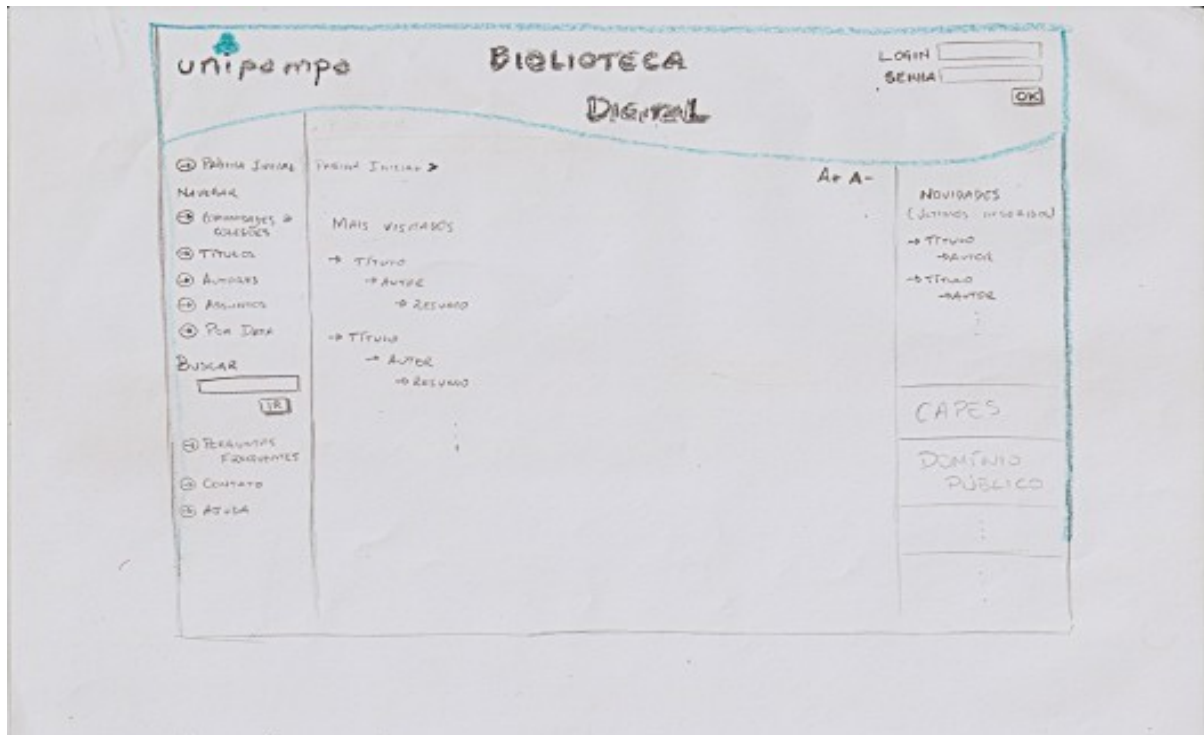 unipampa
BIBLIOTECA
DIGITAL
LOGIN
SENHA
OK
PÁGINA INICIAL
NAVEGAR
COMUNIDADES &
COLEÇÕES
TÍTULOS
AUTORES
ASSUNTOS
POR DATA
BUSCAR
IR
PERGUNTAS
FREQUENTES
CONTATO
AJUDA
PÁGINA INICIAL >
A+ A-
MAIS VISITADOS
→ TÍTULO
→ AUTOR
→ RESUMO
→ TÍTULO
→ AUTOR
→ RESUMO
NOVIDADES
(ÚLTIMOS INSERIDOS)
→ TÍTULO
→ AUTOR
→ TÍTULO
→ AUTOR
CAPES
DOMÍNIO
PÚBLICO